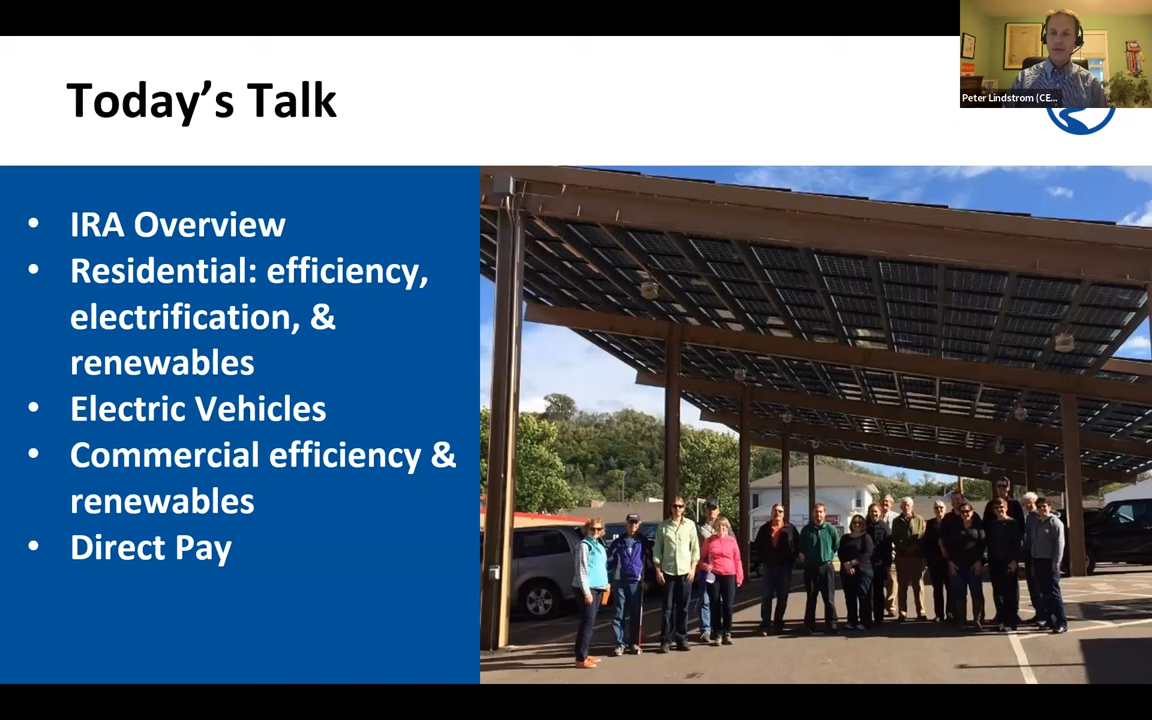 Today's Talk
Peter Lindstrom (CE...
• IRA Overview
• Residential: efficiency,
electrification, &
renewables
• Electric Vehicles
• Commercial efficiency &
renewables
• Direct Pay